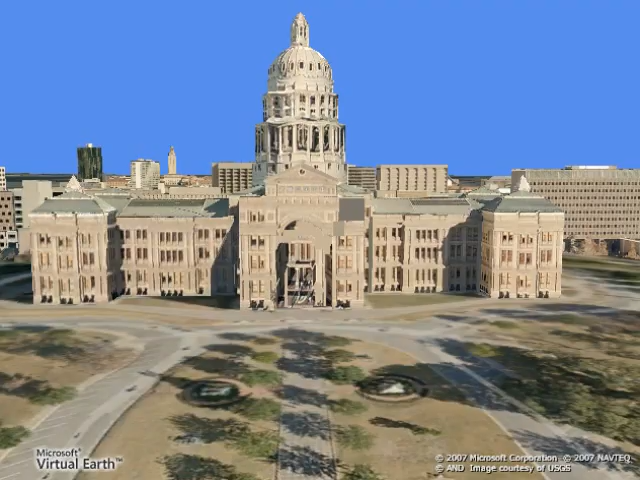 Microsoft®
Virtual Earth™
© 2007 Microsoft Corporation © 2007 NAVTEQ
© AND Image courtesy of USGS